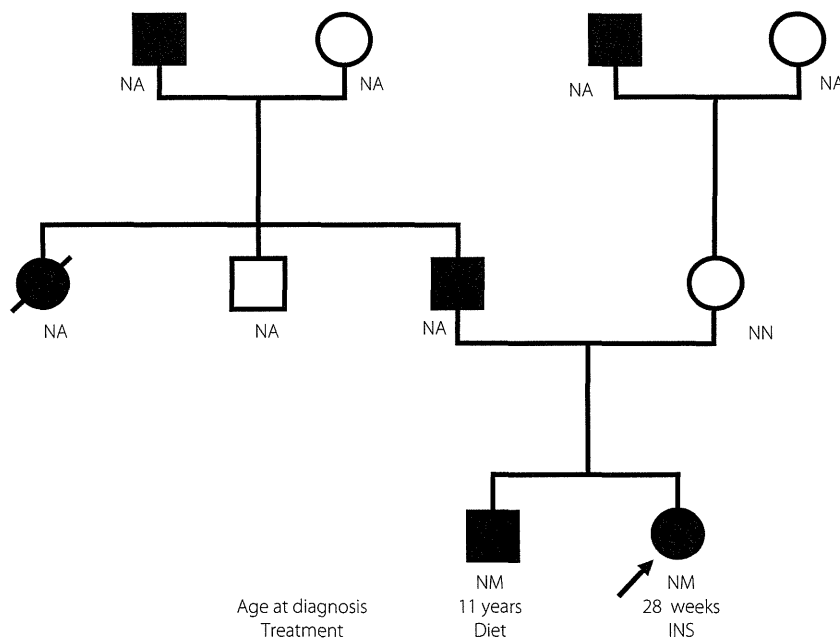 NA
NA
NA
NA
NA
NA
NA
NN
NM
NM
Age at diagnosis
11 years
28 weeks
Treatment
Diet
INS